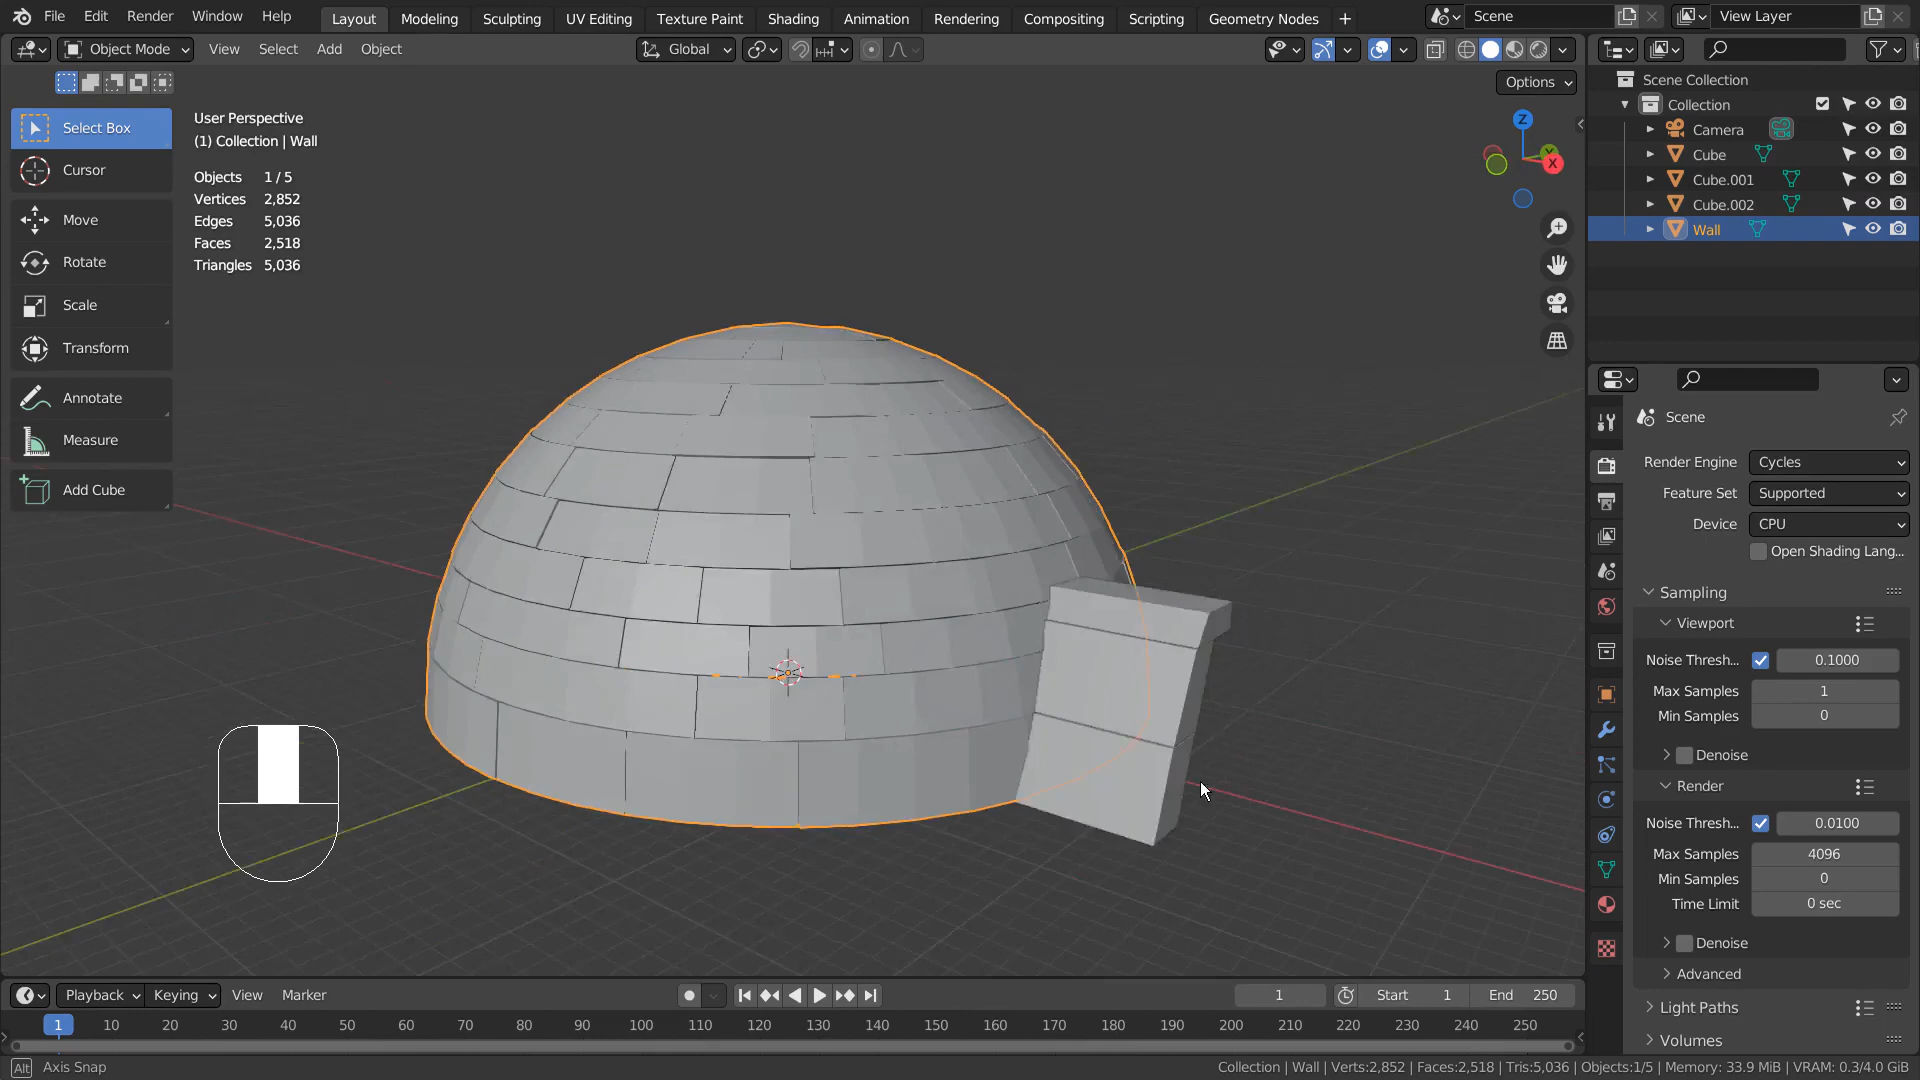 File Edit Render Window Help Layout Modeling Sculpting UV Editing Texture Paint Shading Animation Rendering Compositing Scripting Geometry Nodes + Scene View Layer
Object Mode View Select Add Object Global
Options
Select Box
Cursor
Move
Rotate
Scale
Transform
Annotate
Measure
Add Cube
User Perspective
(1) Collection | Wall
Objects 1 / 5
Vertices 2,852
Edges 5,036
Faces 2,518
Triangles 5,036
Z
Y
X
Scene Collection
Collection
Camera
Cube
Cube.001
Cube.002
Wall
Scene
Render Engine Cycles
Feature Set Supported
Device CPU
Open Shading Lang...
Sampling
Viewport
Noise Thresh... 0.1000
Max Samples 1
Min Samples 0
Denoise
Render
Noise Thresh... 0.0100
Max Samples 4096
Min Samples 0
Time Limit 0 sec
Denoise
Advanced
Light Paths
Volumes
Playback Keying View Marker 1 Start 1 End 250
1 10 20 30 40 50 60 70 80 90 100 110 120 130 140 150 160 170 180 190 200 210 220 230 240 250
Alt Axis Snap Collection | Wall | Verts:2,852 | Faces:2,518 | Tris:5,036 | Objects:1/5 | Memory: 33.9 MiB | VRAM: 0.3/4.0 GiB